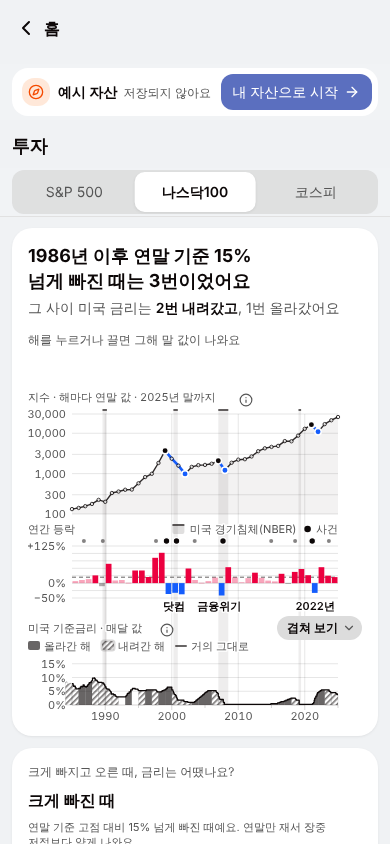 홈
예시 자산 저장되지 않아요 내 자산으로 시작 →
투자
S&P 500 나스닥100 코스피
1986년 이후 연말 기준 15%
넘게 빠진 때는 3번이었어요
그 사이 미국 금리는 2번 내려갔고, 1번 올라갔어요
해를 누르거나 끌면 그해 말 값이 나와요
지수 · 해마다 연말 값 · 2025년 말까지
30,000
10,000
3,000
1,000
300
100
연간 등락 미국 경기침체(NBER) 사건
+125%
0%
−50%
닷컴 금융위기 2022년
미국 기준금리 · 매달 값 겹쳐 보기
올라간 해 내려간 해 거의 그대로
15%
10%
5%
0%
1990 2000 2010 2020
크게 빠지고 오른 때, 금리는 어땠나요?
크게 빠진 때
연말 기준 고점 대비 15% 넘게 빠진 때예요. 연말만 재서 장중
저점보다 얕게 나와요